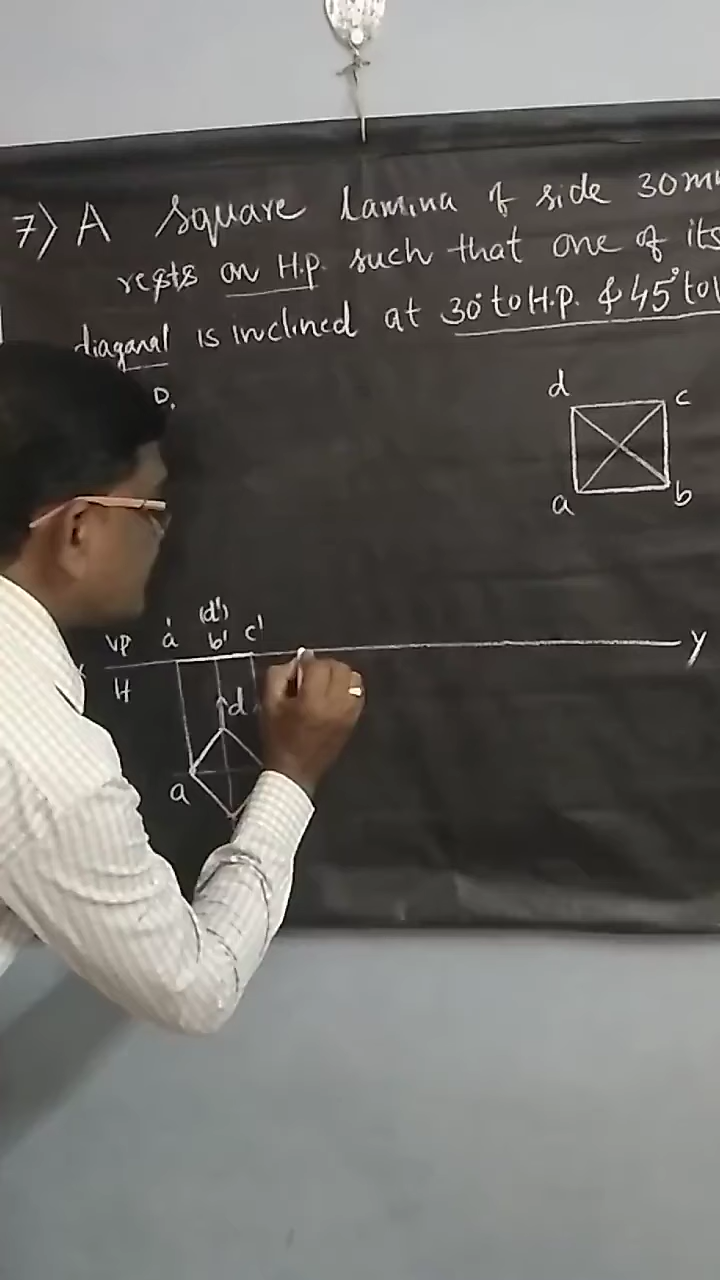 7) A Square lamina of side 30m
rests on H.p. such that one of its
diaganal is inclined at 30° to H.p. & 45° to
D,
d c
a b
(d')
VP a' b' c'
y
H
d
a